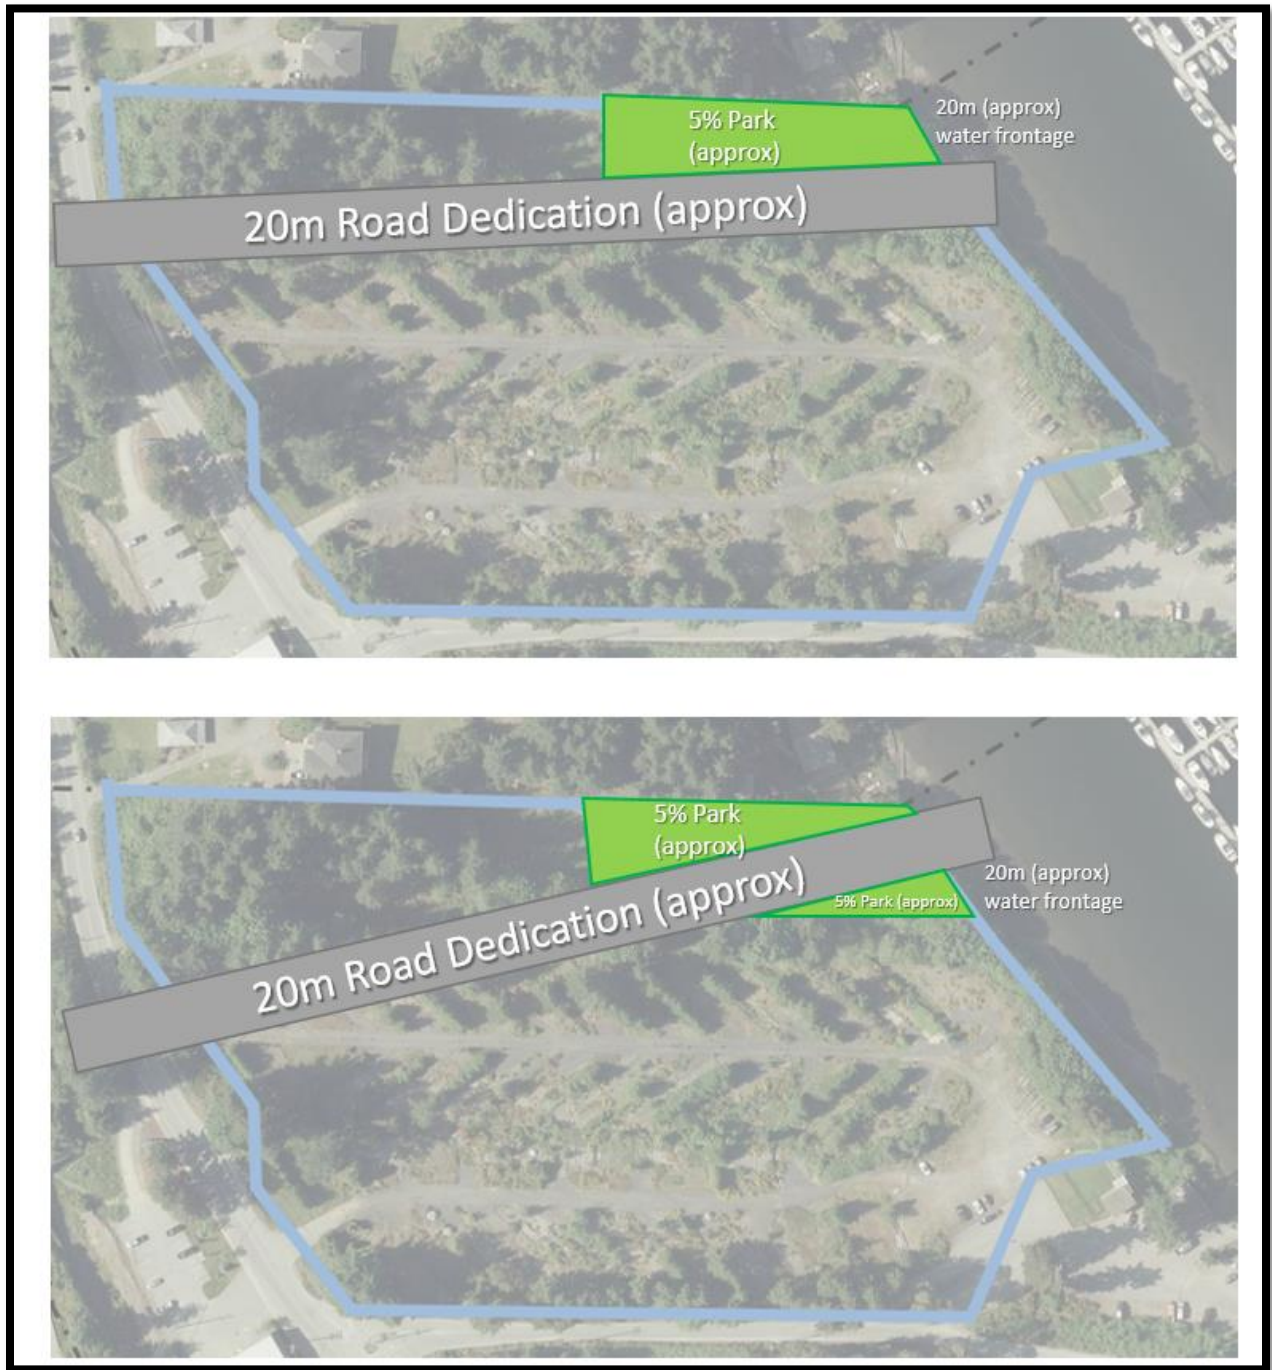 5% Park
(approx)
20m (approx)
water frontage
20m Road Dedication (approx)
5% Park
(approx)
20m Road Dedication (approx)
5% Park (approx)
20m (approx)
water frontage